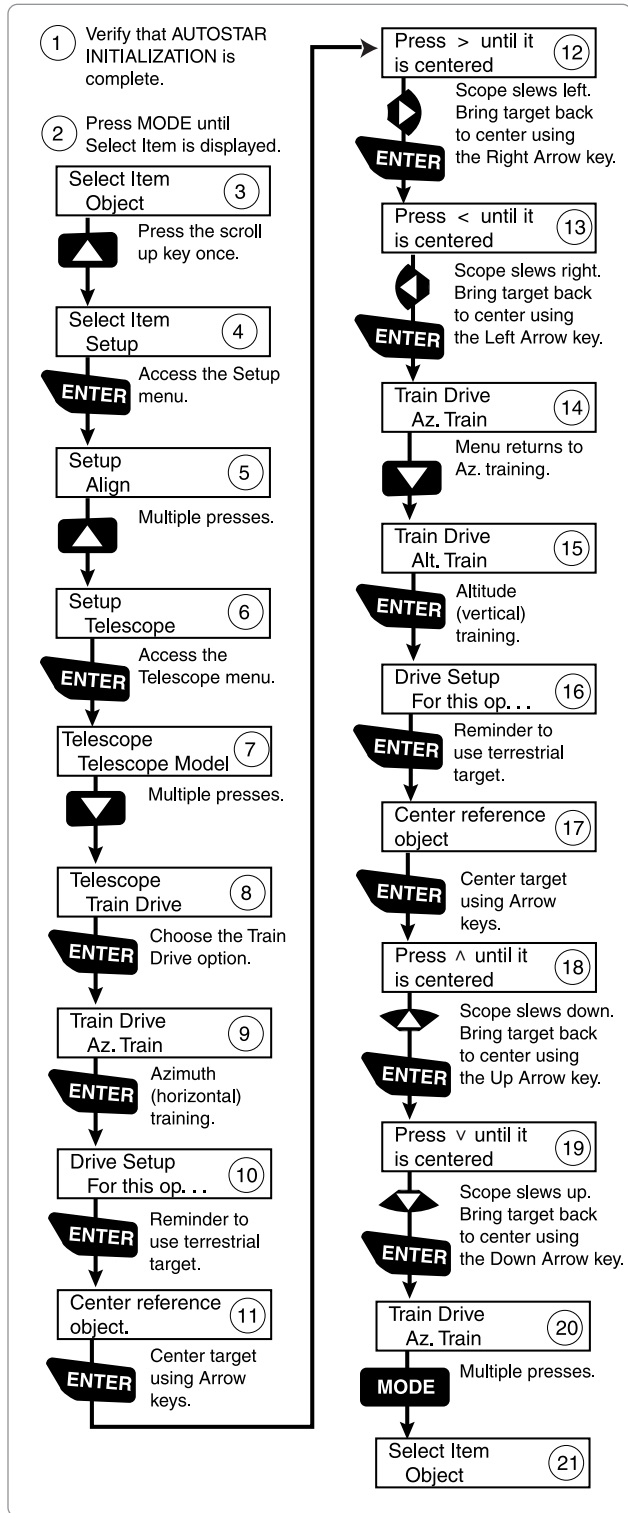 1 Verify that AUTOSTAR
INITIALIZATION is
complete.
2 Press MODE until
Select Item is displayed.
Select Item
Object
3
Press the scroll
up key once.
Select Item
Setup
4
ENTER
Access the Setup
menu.
Setup
Align
5
Multiple presses.
Setup
Telescope
6
ENTER
Access the
Telescope menu.
Telescope
Telescope Model
7
Multiple presses.
Telescope
Train Drive
8
ENTER
Choose the Train
Drive option.
Train Drive
Az. Train
9
ENTER
Azimuth
(horizontal)
training.
Drive Setup
For this op. . .
10
ENTER
Reminder to
use terrestrial
target.
Center reference
object.
11
ENTER
Center target
using Arrow
keys.
Press > until it
is centered
12
Scope slews left.
Bring target back
to center using
the Right Arrow key.
ENTER
Press < until it
is centered
13
Scope slews right.
Bring target back
to center using
the Left Arrow key.
ENTER
Train Drive
Az. Train
14
Menu returns to
Az. training.
Train Drive
Alt. Train
15
ENTER
Altitude
(vertical)
training.
Drive Setup
For this op. . .
16
ENTER
Reminder to
use terrestrial
target.
Center reference
object
17
ENTER
Center target
using Arrow
keys.
Press ^ until it
is centered
18
Scope slews down.
Bring target back
to center using
the Up Arrow key.
ENTER
Press v until it
is centered
19
Scope slews up.
Bring target back
to center using
the Down Arrow key.
ENTER
Train Drive
Az. Train
20
MODE
Multiple presses.
Select Item
Object
21